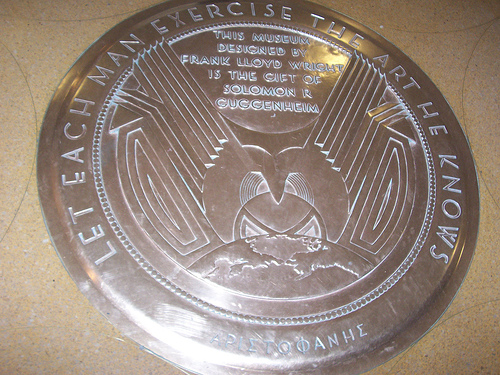 LET EACH MAN EXERCISE THE ART HE KNOWS
THIS MUSEUM
DESIGNED BY
FRANK LLOYD WRIGHT
IS THE GIFT OF
SOLOMON R
GUGGENHEIM
ΑΡΙΣΤΟΦΑΝΗΣ